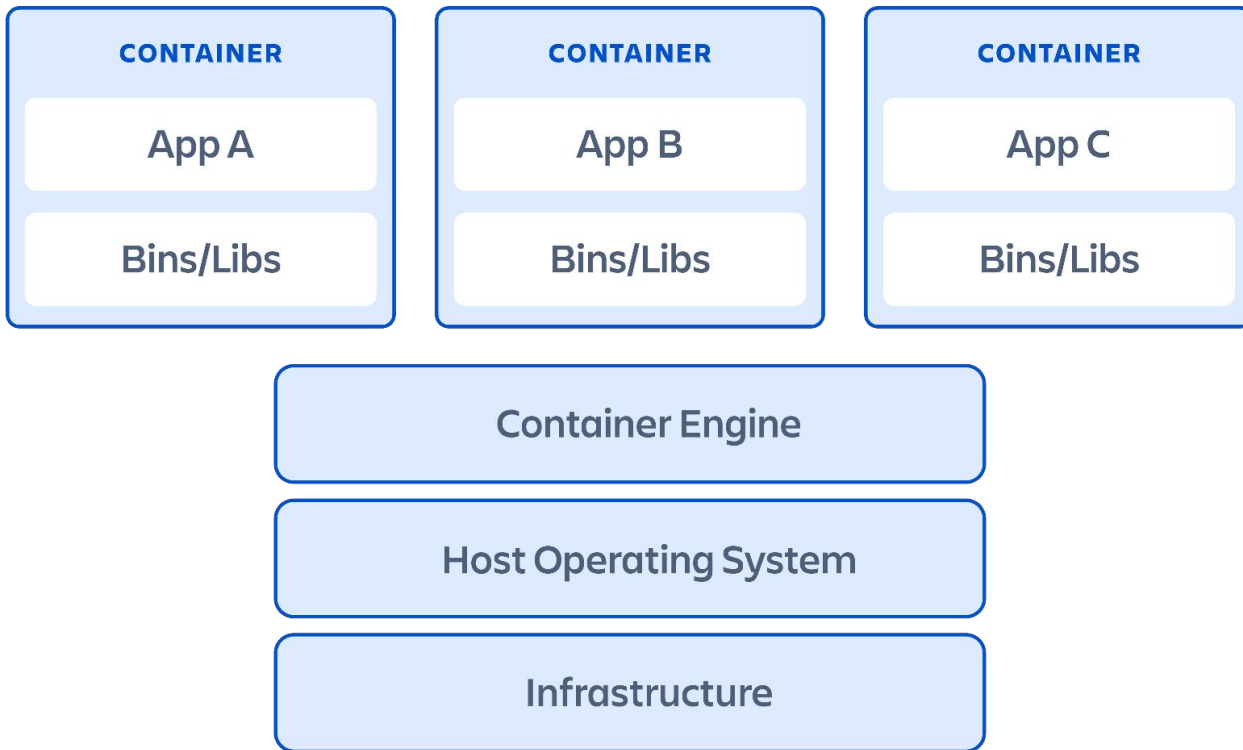 CONTAINER
CONTAINER
CONTAINER
App A
App B
App C
Bins/Libs
Bins/Libs
Bins/Libs
Container Engine
Host Operating System
Infrastructure